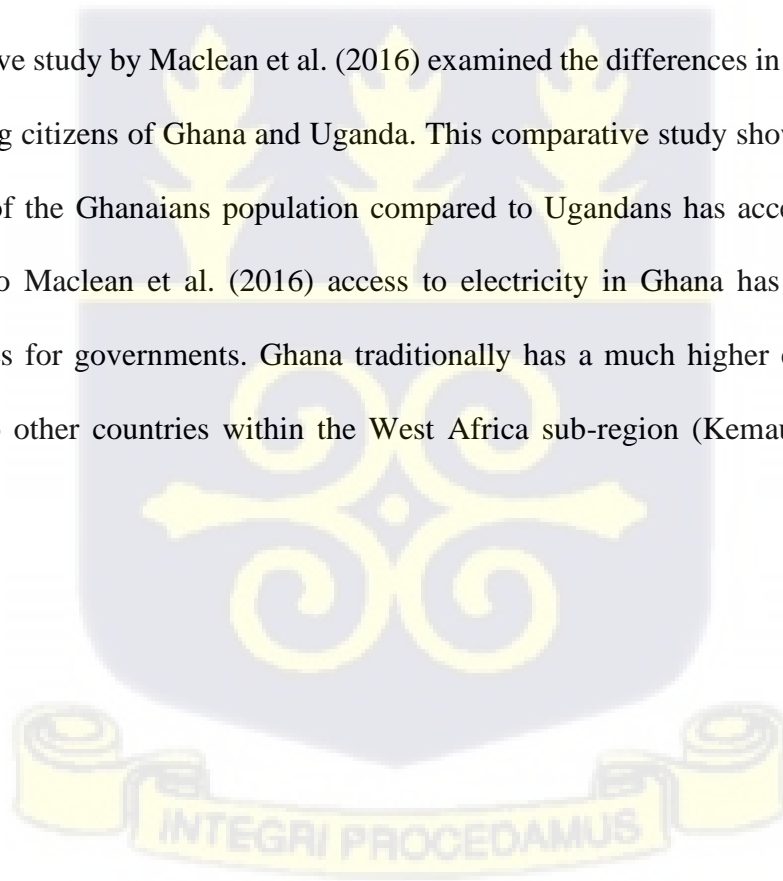 ve study by Maclean et al. (2016) examined the differences in
g citizens of Ghana and Uganda. This comparative study sho
of the Ghanaians population compared to Ugandans has acc
o Maclean et al. (2016) access to electricity in Ghana has
s for governments. Ghana traditionally has a much higher
other countries within the West Africa sub-region (Kemau
INTEGRI PROCEDAMUS